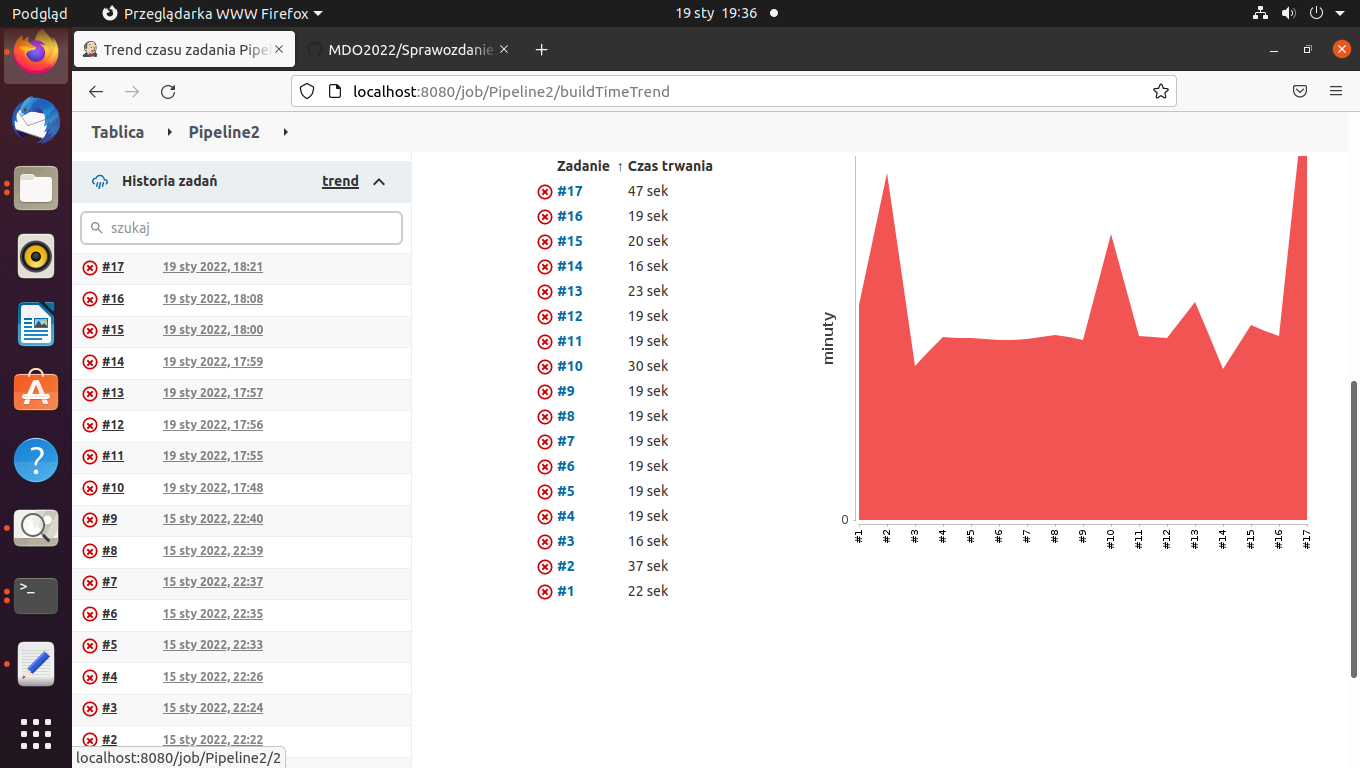 Podgląd
Przeglądarka WWW Firefox
19 sty 19:36
Trend czasu zadania Pipel
MDO2022/Sprawozdanie.
localhost:8080/job/Pipeline2/buildTimeTrend
Tablica
Pipeline2
Historia zadań
trend
szukaj
#17 19 sty 2022, 18:21
#16 19 sty 2022, 18:08
#15 19 sty 2022, 18:00
#14 19 sty 2022, 17:59
#13 19 sty 2022, 17:57
#12 19 sty 2022, 17:56
#11 19 sty 2022, 17:55
#10 19 sty 2022, 17:48
#9 15 sty 2022, 22:40
#8 15 sty 2022, 22:39
#7 15 sty 2022, 22:37
#6 15 sty 2022, 22:35
#5 15 sty 2022, 22:33
#4 15 sty 2022, 22:26
#3 15 sty 2022, 22:24
#2 15 sty 2022, 22:22
localhost:8080/job/Pipeline2/2
Zadanie ↑ Czas trwania
#17 47 sek
#16 19 sek
#15 20 sek
#14 16 sek
#13 23 sek
#12 19 sek
#11 19 sek
#10 30 sek
#9 19 sek
#8 19 sek
#7 19 sek
#6 19 sek
#5 19 sek
#4 19 sek
#3 16 sek
#2 37 sek
#1 22 sek
minuty
0
#1 #2 #3 #4 #5 #6 #7 #8 #9 #10 #11 #12 #13 #14 #15 #16 #17